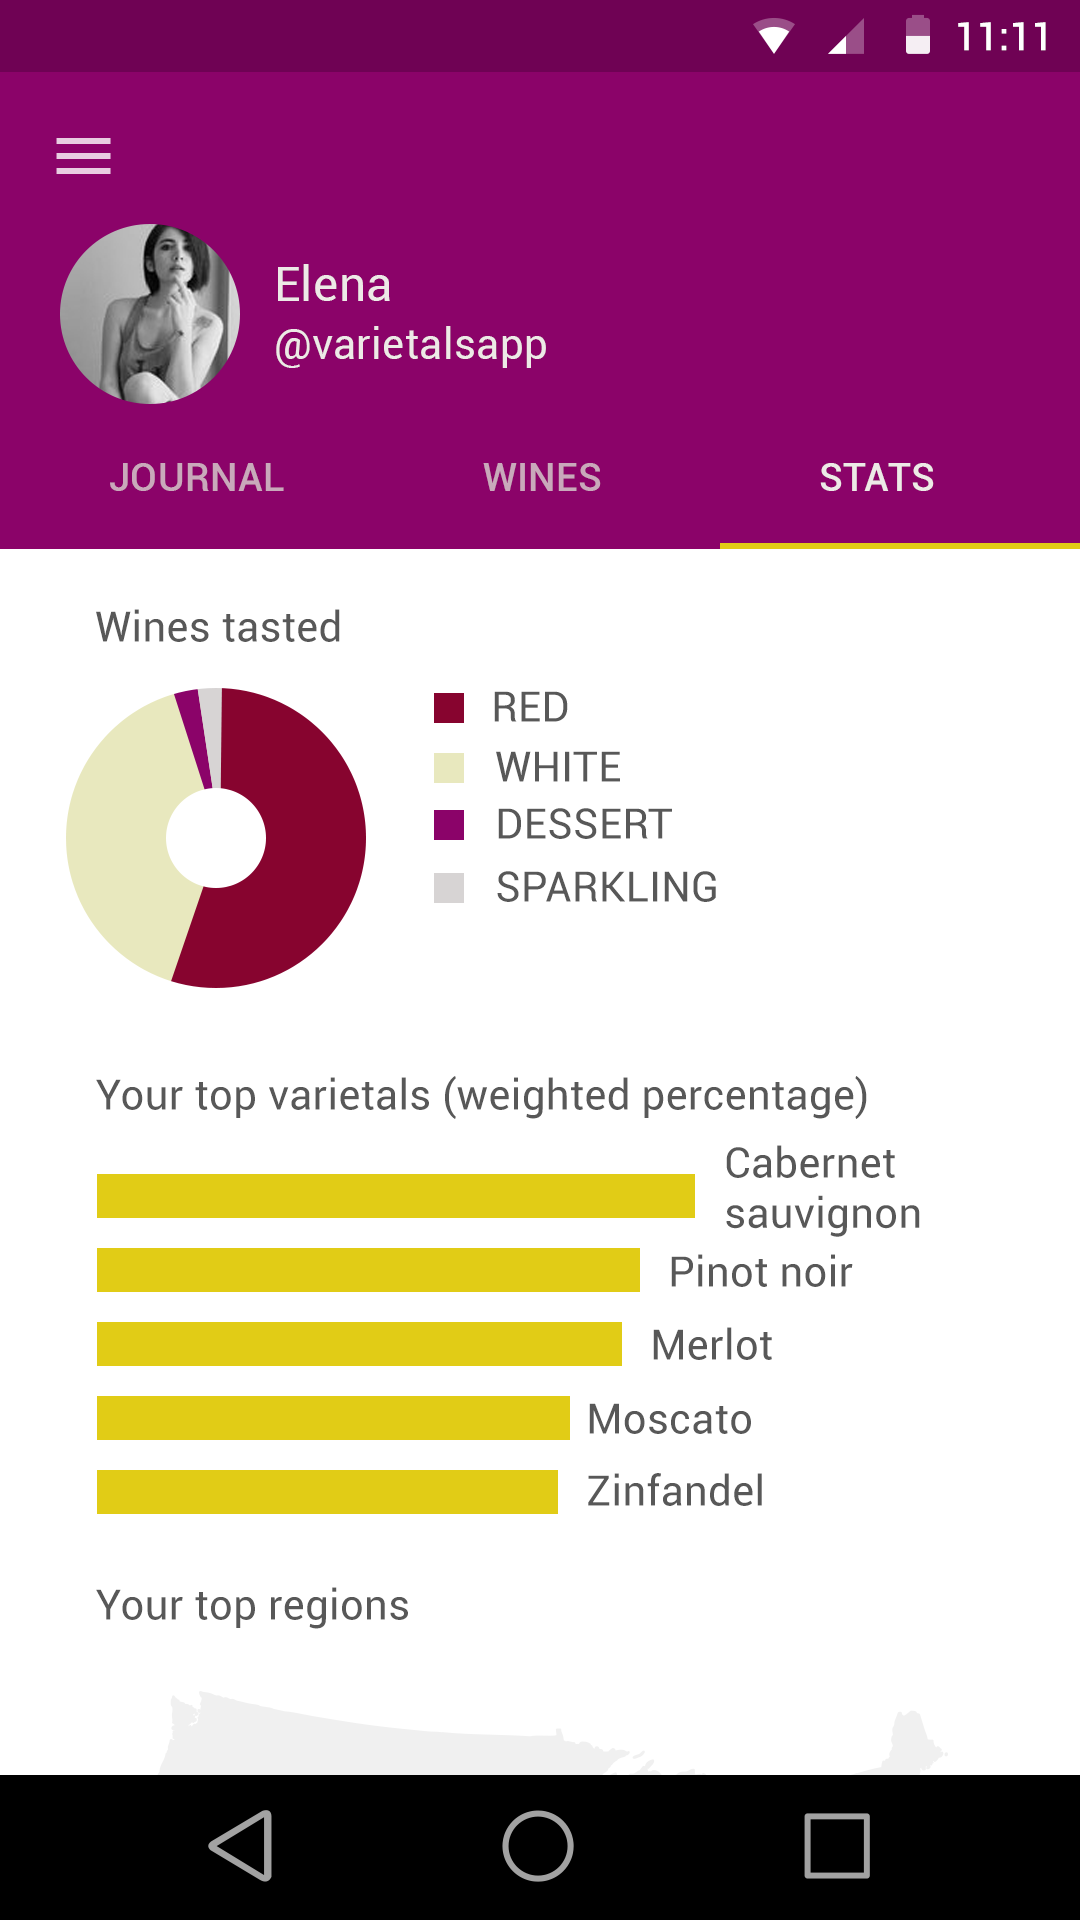 11:11
Elena
@varietalsapp
JOURNAL WINES STATS
Wines tasted
RED
WHITE
DESSERT
SPARKLING
Your top varietals (weighted percentage)
Cabernet
sauvignon
Pinot noir
Merlot
Moscato
Zinfandel
Your top regions